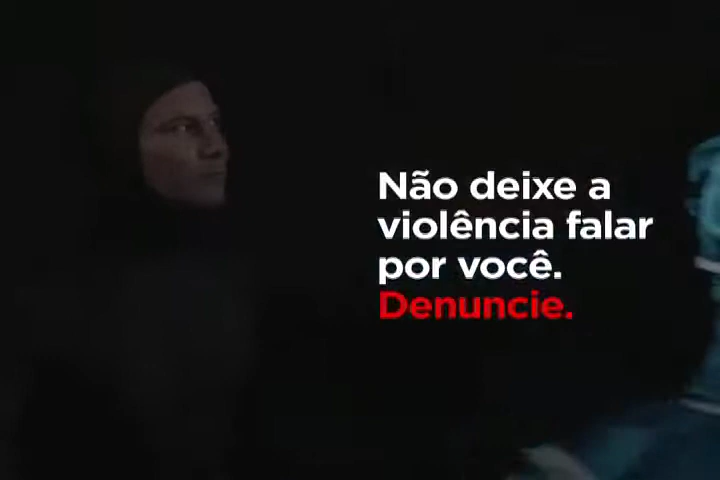 Não deixe a
violência falar
por você.
Denuncie.